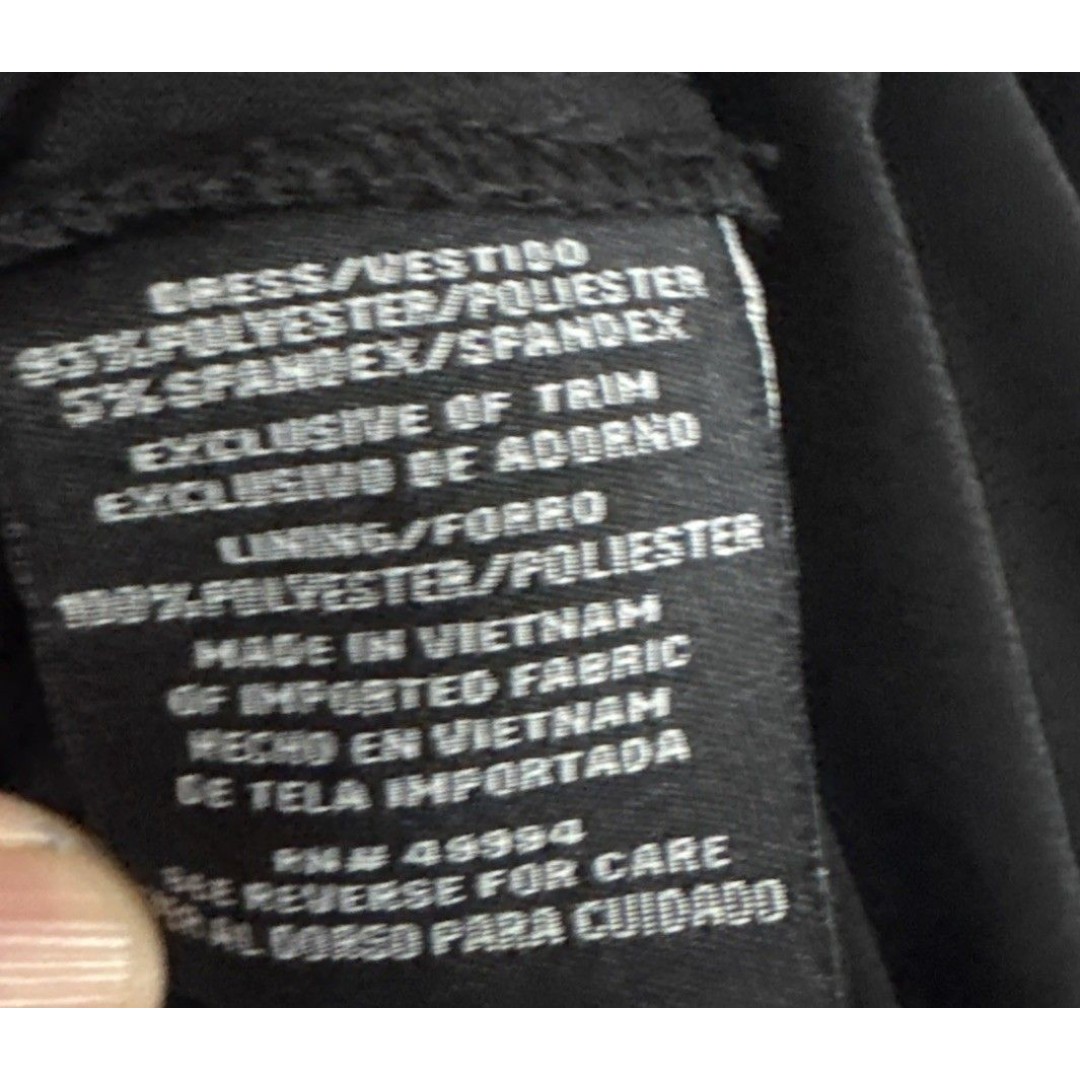 DRESS/VESTIDO
95%POLYESTER/POLIESTER
5%SPANDEX/SPANDEX
EXCLUSIVE OF TRIM
EXCLUSIVO DE ADORNO
LINING/FORRO
100%POLYESTER/POLIESTER
MADE IN VIETNAM
OF IMPORTED FABRIC
HECHO EN VIETNAM
DE TELA IMPORTADA
RN# 49994
SEE REVERSE FOR CARE
AL DORSO PARA CUIDADO